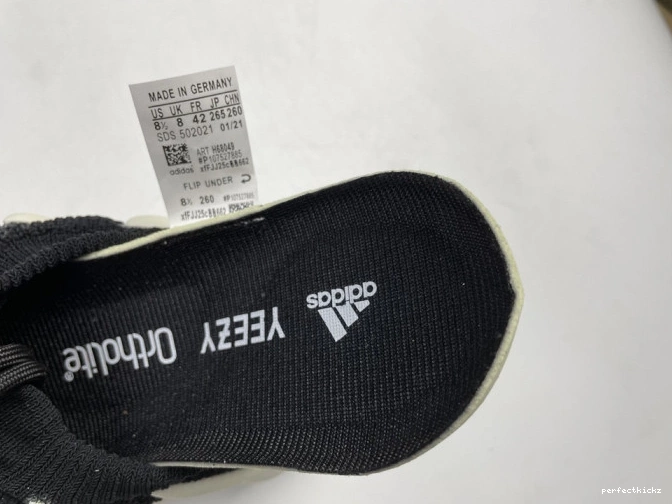 MADE IN GERMANY
US UK FR JP CHN
8½ 8 42 265 260
SDS 502021 01/21
ART H68049
#P107527885
adidas
FLIP UNDER
8½ 260
adidas
YEEZY
Ortholite®
perfectkickz